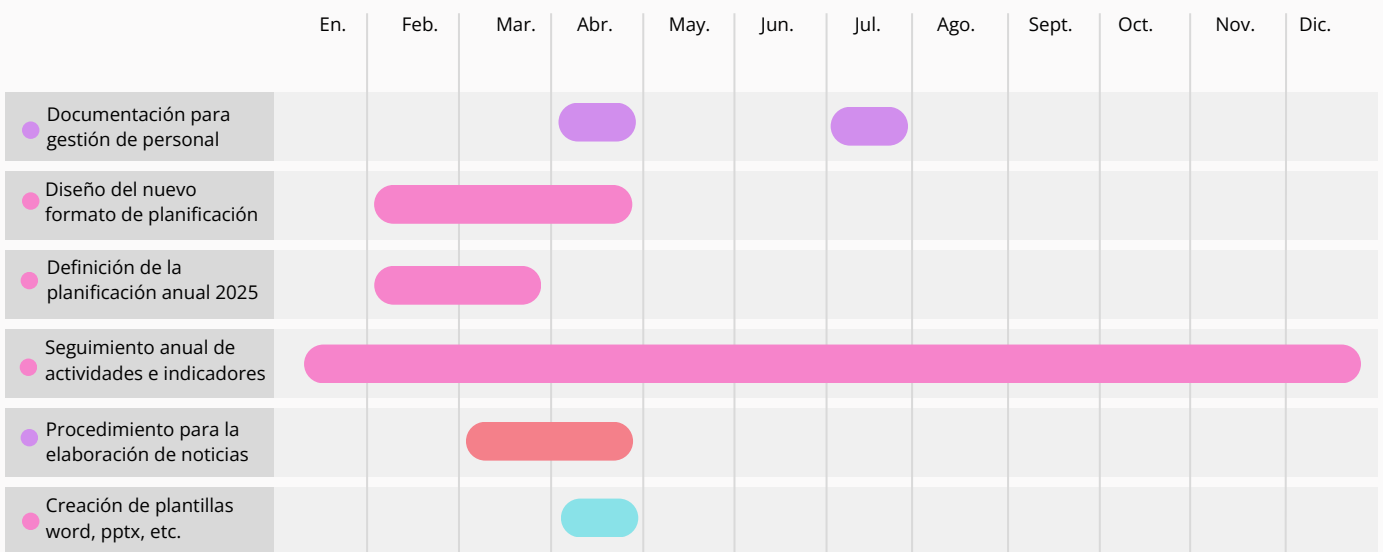 En. Feb. Mar. Abr. May. Jun. Jul. Ago. Sept. Oct. Nov. Dic.
Documentación para
gestión de personal
Diseño del nuevo
formato de planificación
Definición de la
planificación anual 2025
Seguimiento anual de
actividades e indicadores
Procedimiento para la
elaboración de noticias
Creación de plantillas
word, pptx, etc.